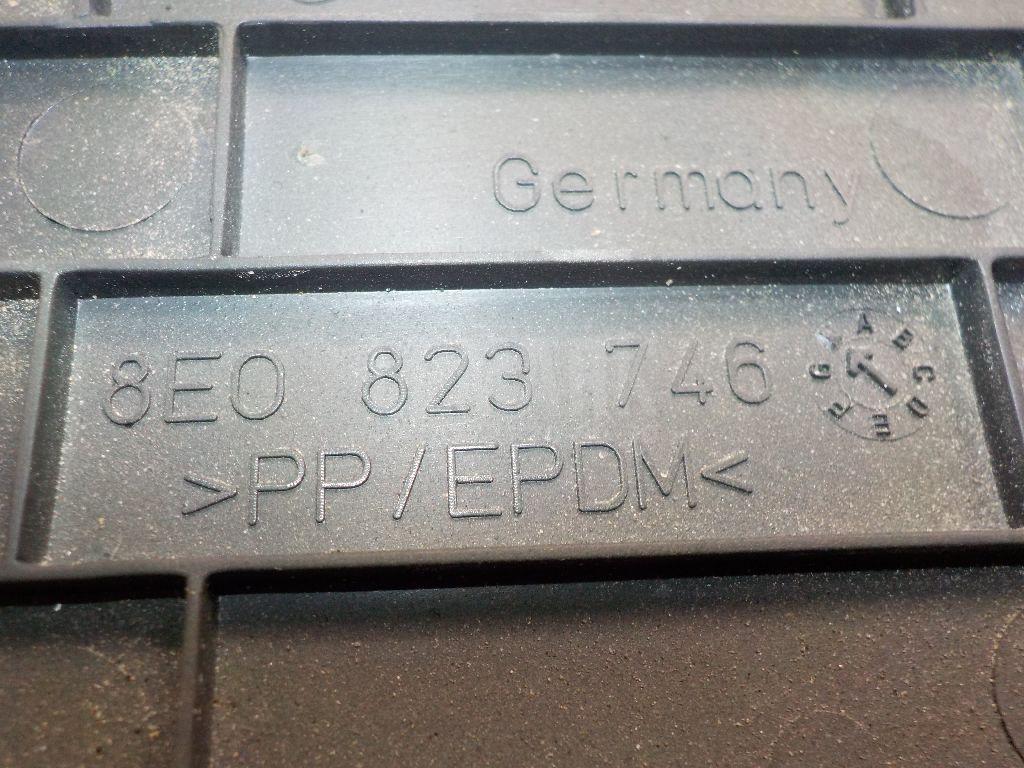 Germany
8E0 823 746
>PP/EPDM<
A B C D E F G